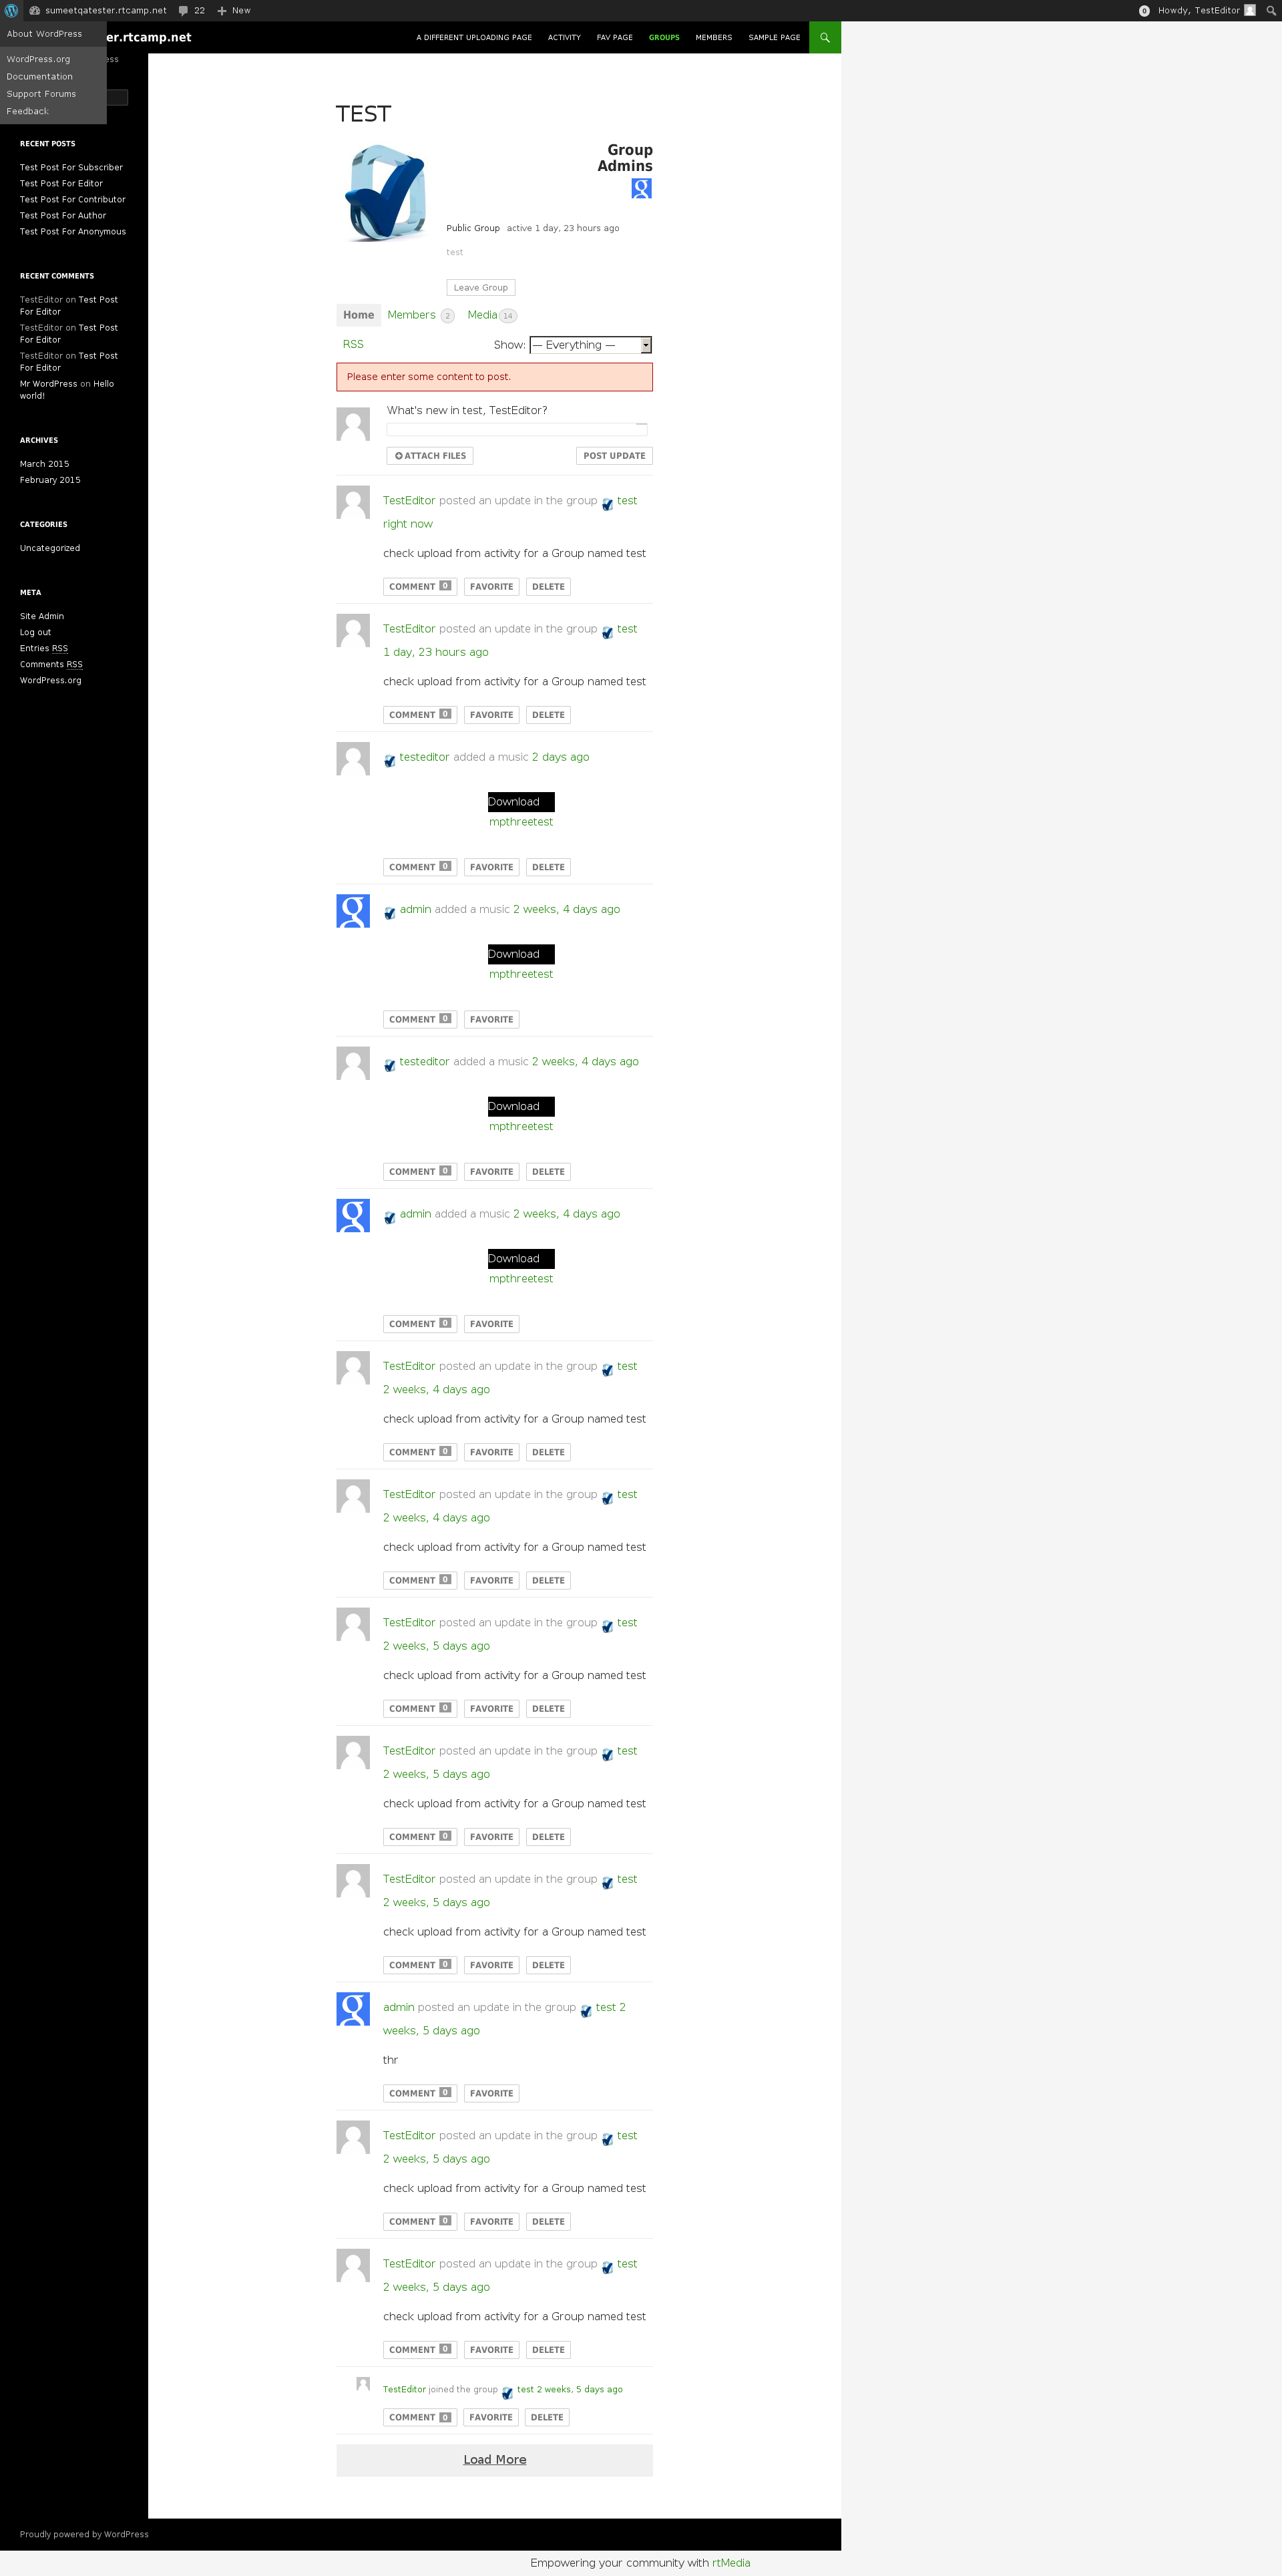 sumeetqatester.rtcamp.net 22 New 0 Howdy, TestEditor
About WordPress
WordPress.org
Documentation
Support Forums
Feedback
er.rtcamp.net A DIFFERENT UPLOADING PAGE ACTIVITY FAV PAGE GROUPS MEMBERS SAMPLE PAGE
ess
RECENT POSTS
Test Post For Subscriber
Test Post For Editor
Test Post For Contributor
Test Post For Author
Test Post For Anonymous
RECENT COMMENTS
TestEditor on Test Post
For Editor
TestEditor on Test Post
For Editor
TestEditor on Test Post
For Editor
Mr WordPress on Hello
world!
ARCHIVES
March 2015
February 2015
CATEGORIES
Uncategorized
META
Site Admin
Log out
Entries RSS
Comments RSS
WordPress.org
TEST
Group
Admins
Public Group active 1 day, 23 hours ago
test
Leave Group
Home Members 2 Media 14
RSS Show: — Everything —
Please enter some content to post.
What's new in test, TestEditor?
ATTACH FILES POST UPDATE
TestEditor posted an update in the group test
right now
check upload from activity for a Group named test
COMMENT 0 FAVORITE DELETE
TestEditor posted an update in the group test
1 day, 23 hours ago
check upload from activity for a Group named test
COMMENT 0 FAVORITE DELETE
testeditor added a music 2 days ago
Download
mpthreetest
COMMENT 0 FAVORITE DELETE
admin added a music 2 weeks, 4 days ago
Download
mpthreetest
COMMENT 0 FAVORITE
testeditor added a music 2 weeks, 4 days ago
Download
mpthreetest
COMMENT 0 FAVORITE DELETE
admin added a music 2 weeks, 4 days ago
Download
mpthreetest
COMMENT 0 FAVORITE
TestEditor posted an update in the group test
2 weeks, 4 days ago
check upload from activity for a Group named test
COMMENT 0 FAVORITE DELETE
TestEditor posted an update in the group test
2 weeks, 4 days ago
check upload from activity for a Group named test
COMMENT 0 FAVORITE DELETE
TestEditor posted an update in the group test
2 weeks, 5 days ago
check upload from activity for a Group named test
COMMENT 0 FAVORITE DELETE
TestEditor posted an update in the group test
2 weeks, 5 days ago
check upload from activity for a Group named test
COMMENT 0 FAVORITE DELETE
TestEditor posted an update in the group test
2 weeks, 5 days ago
check upload from activity for a Group named test
COMMENT 0 FAVORITE DELETE
admin posted an update in the group test 2
weeks, 5 days ago
thr
COMMENT 0 FAVORITE
TestEditor posted an update in the group test
2 weeks, 5 days ago
check upload from activity for a Group named test
COMMENT 0 FAVORITE DELETE
TestEditor posted an update in the group test
2 weeks, 5 days ago
check upload from activity for a Group named test
COMMENT 0 FAVORITE DELETE
TestEditor joined the group test 2 weeks, 5 days ago
COMMENT 0 FAVORITE DELETE
Load More
Proudly powered by WordPress
Empowering your community with rtMedia